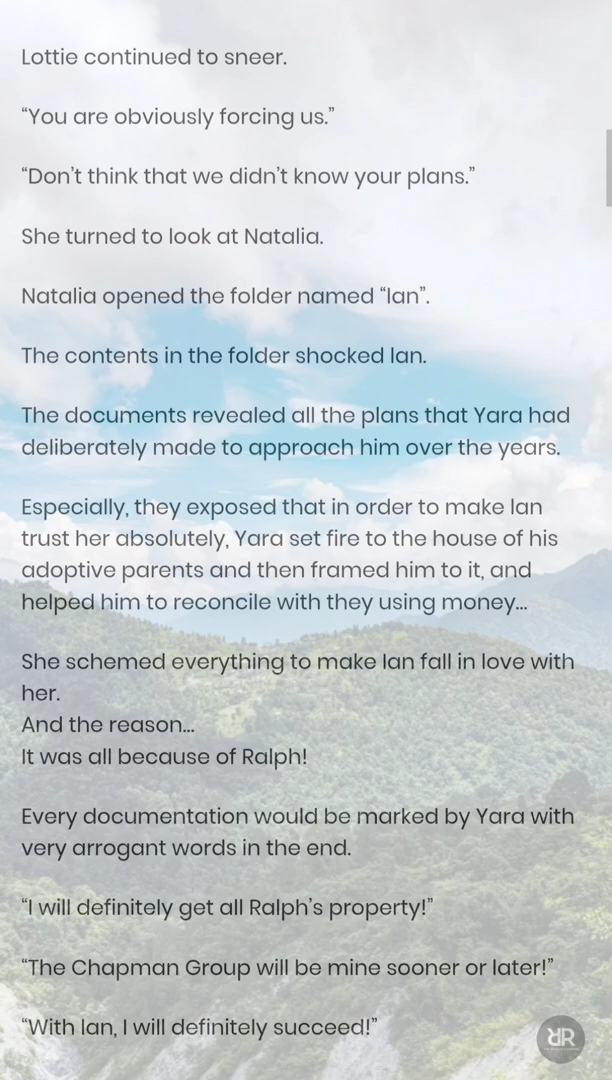 Lottie continued to sneer.
“You are obviously forcing us.”
“Don’t think that we didn’t know your plans.”
She turned to look at Natalia.
Natalia opened the folder named “Ian”.
The contents in the folder shocked Ian.
The documents revealed all the plans that Yara had
deliberately made to approach him over the years.
Especially, they exposed that in order to make Ian
trust her absolutely, Yara set fire to the house of his
adoptive parents and then framed him to it, and
helped him to reconcile with they using money...
She schemed everything to make Ian fall in love with
her.
And the reason...
It was all because of Ralph!
Every documentation would be marked by Yara with
very arrogant words in the end.
“I will definitely get all Ralph’s property!”
“The Chapman Group will be mine sooner or later!”
“With Ian, I will definitely succeed!”